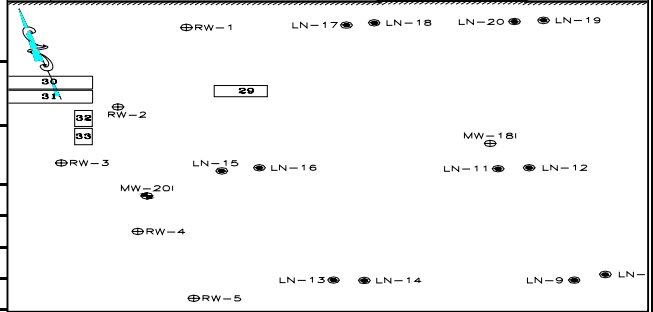 RW-1
LN-17
LN-18
LN-20
LN-19
30
31
29
32
RW-2
33
MW-18I
RW-3
LN-15
LN-16
LN-11
LN-12
MW-20I
RW-4
LN-13
LN-14
LN-9
LN-
RW-5